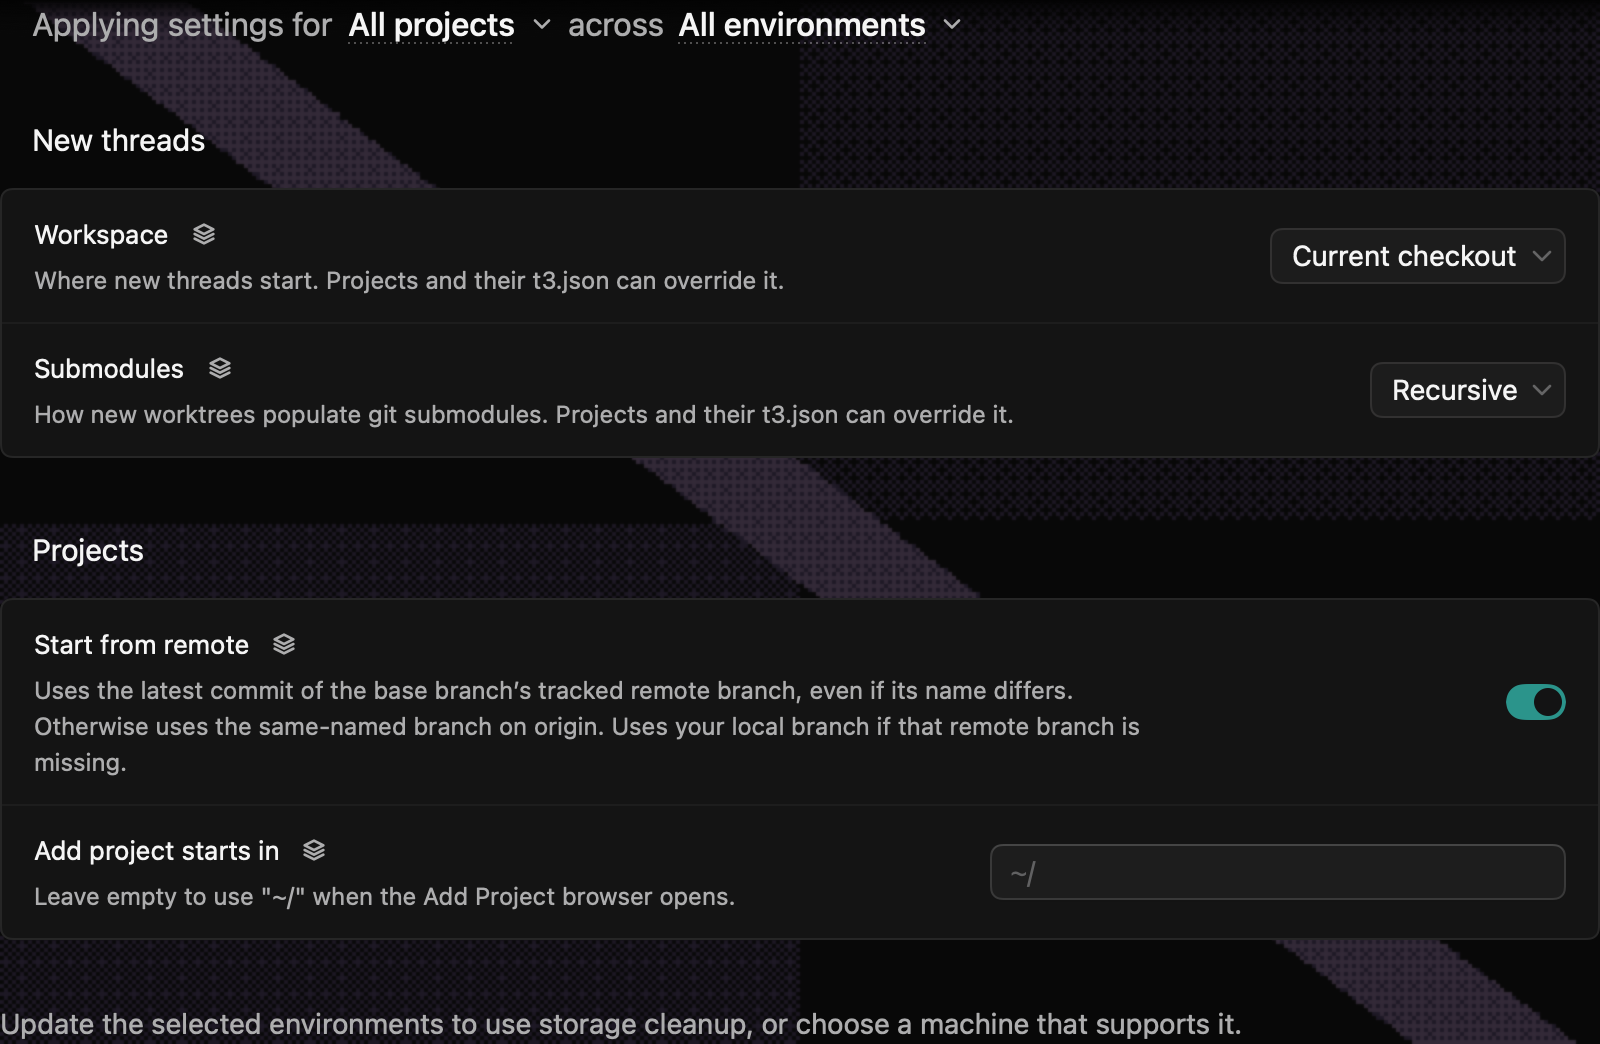 Applying settings for All projects across All environments
New threads
Workspace
Where new threads start. Projects and their t3.json can override it.
Current checkout
Submodules
How new worktrees populate git submodules. Projects and their t3.json can override it.
Recursive
Projects
Start from remote
Uses the latest commit of the base branch’s tracked remote branch, even if its name differs.
Otherwise uses the same-named branch on origin. Uses your local branch if that remote branch is
missing.
Add project starts in
Leave empty to use "~/" when the Add Project browser opens.
~/
Update the selected environments to use storage cleanup, or choose a machine that supports it.